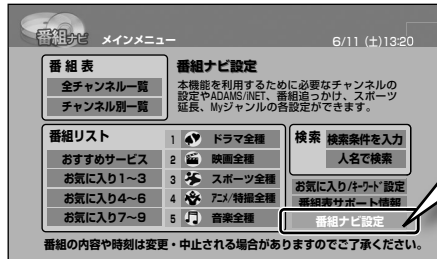 番組ナビ メインメニュー 6/11 (土)13:20
番 組 表
全チャンネル一覧
チャンネル別一覧
番組ナビ設定
本機能を利用するために必要なチャンネルの
設定やADAMS/iNET、番組追っかけ、スポーツ
延長、Myジャンルの各設定ができます。
番組リスト
おすすめサービス
お気に入り1～3
お気に入り4～6
お気に入り7～9
1 ドラマ全種
2 映画全種
3 スポーツ全種
4 アニメ/特撮全種
5 音楽全種
検索 検索条件を入力
人名で検索
お気に入り/キーワード設定
番組表サポート情報
番組ナビ設定
番組の内容や時刻は変更・中止される場合がありますのでご了承ください。